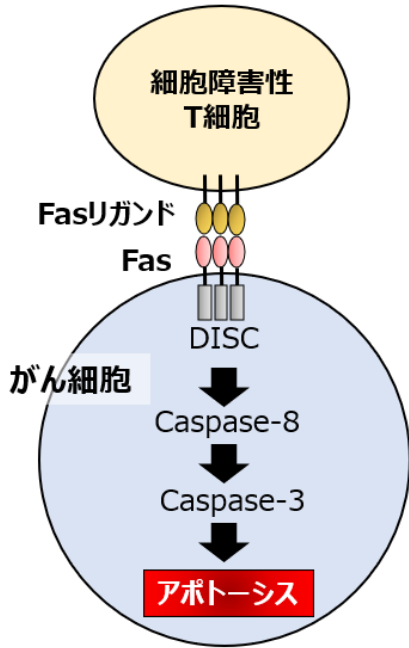 細胞障害性
T細胞
Fasリガンド
Fas
DISC
がん細胞
Caspase-8
Caspase-3
アポトーシス